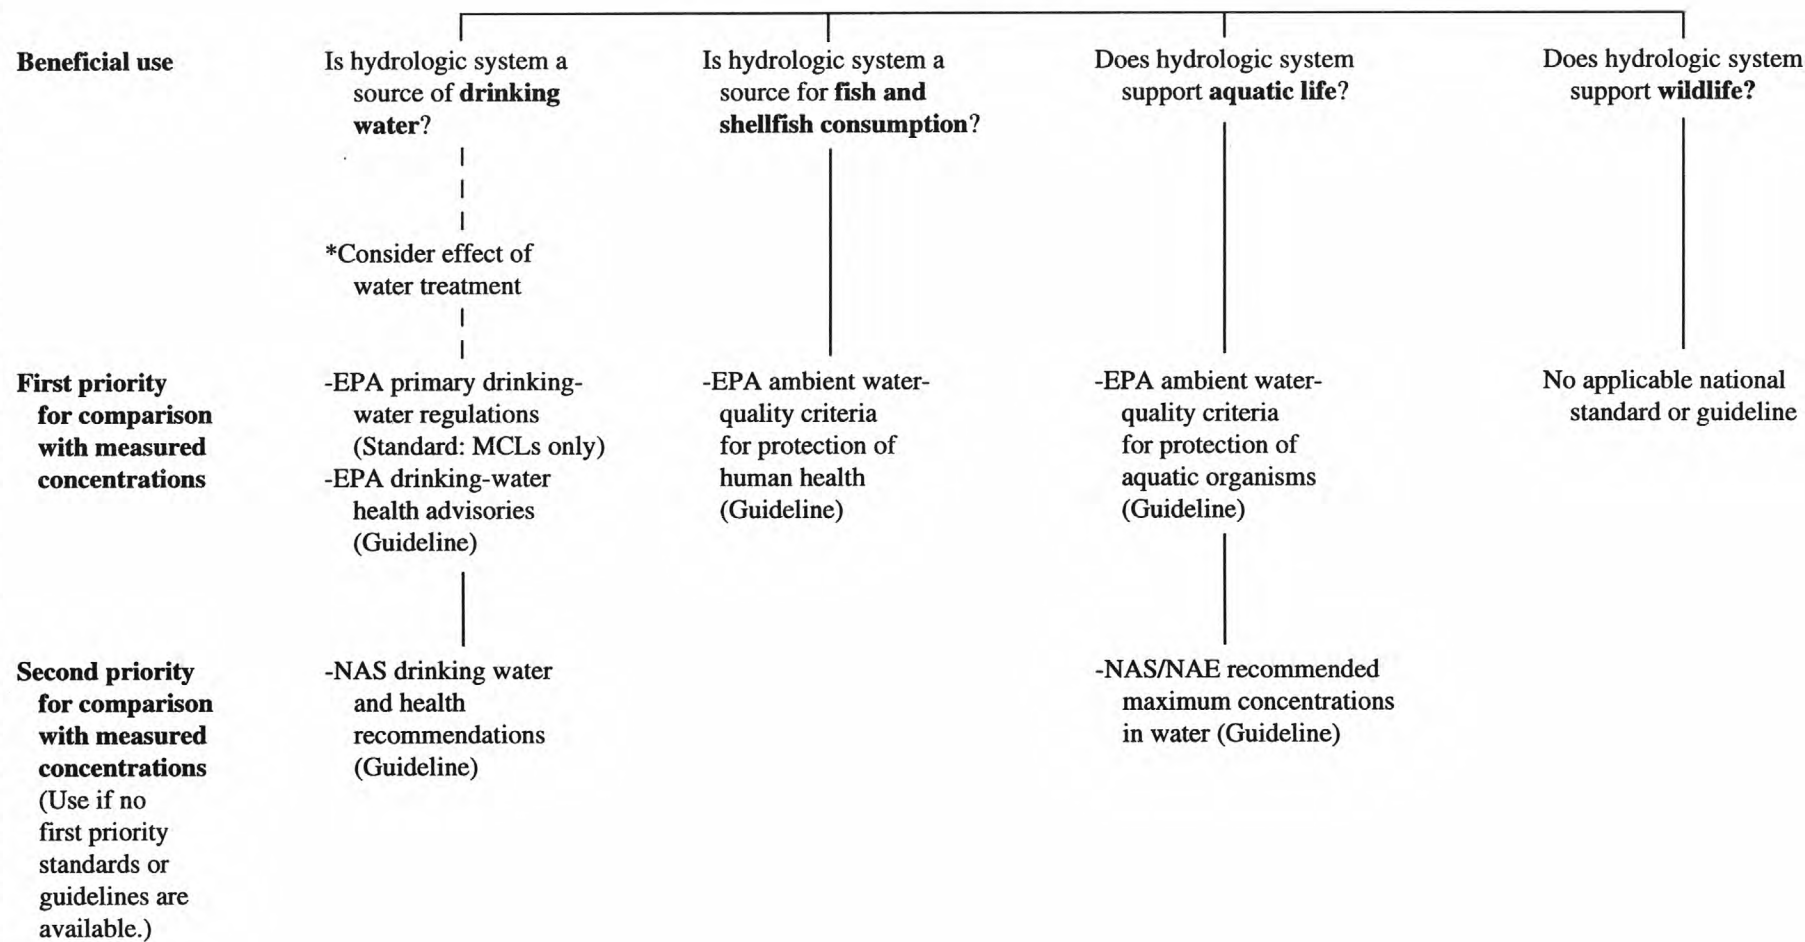 Beneficial use
Is hydrologic system a
source of drinking
water?
Is hydrologic system a
source for fish and
shellfish consumption?
Does hydrologic system
support aquatic life?
Does hydrologic system
support wildlife?
*Consider effect of
water treatment
First priority
for comparison
with measured
concentrations
-EPA primary drinking-
water regulations
(Standard: MCLs only)
-EPA drinking-water
health advisories
(Guideline)
-EPA ambient water-
quality criteria
for protection of
human health
(Guideline)
-EPA ambient water-
quality criteria
for protection of
aquatic organisms
(Guideline)
No applicable national
standard or guideline
Second priority
for comparison
with measured
concentrations
(Use if no
first priority
standards or
guidelines are
available.)
-NAS drinking water
and health
recommendations
(Guideline)
-NAS/NAE recommended
maximum concentrations
in water (Guideline)